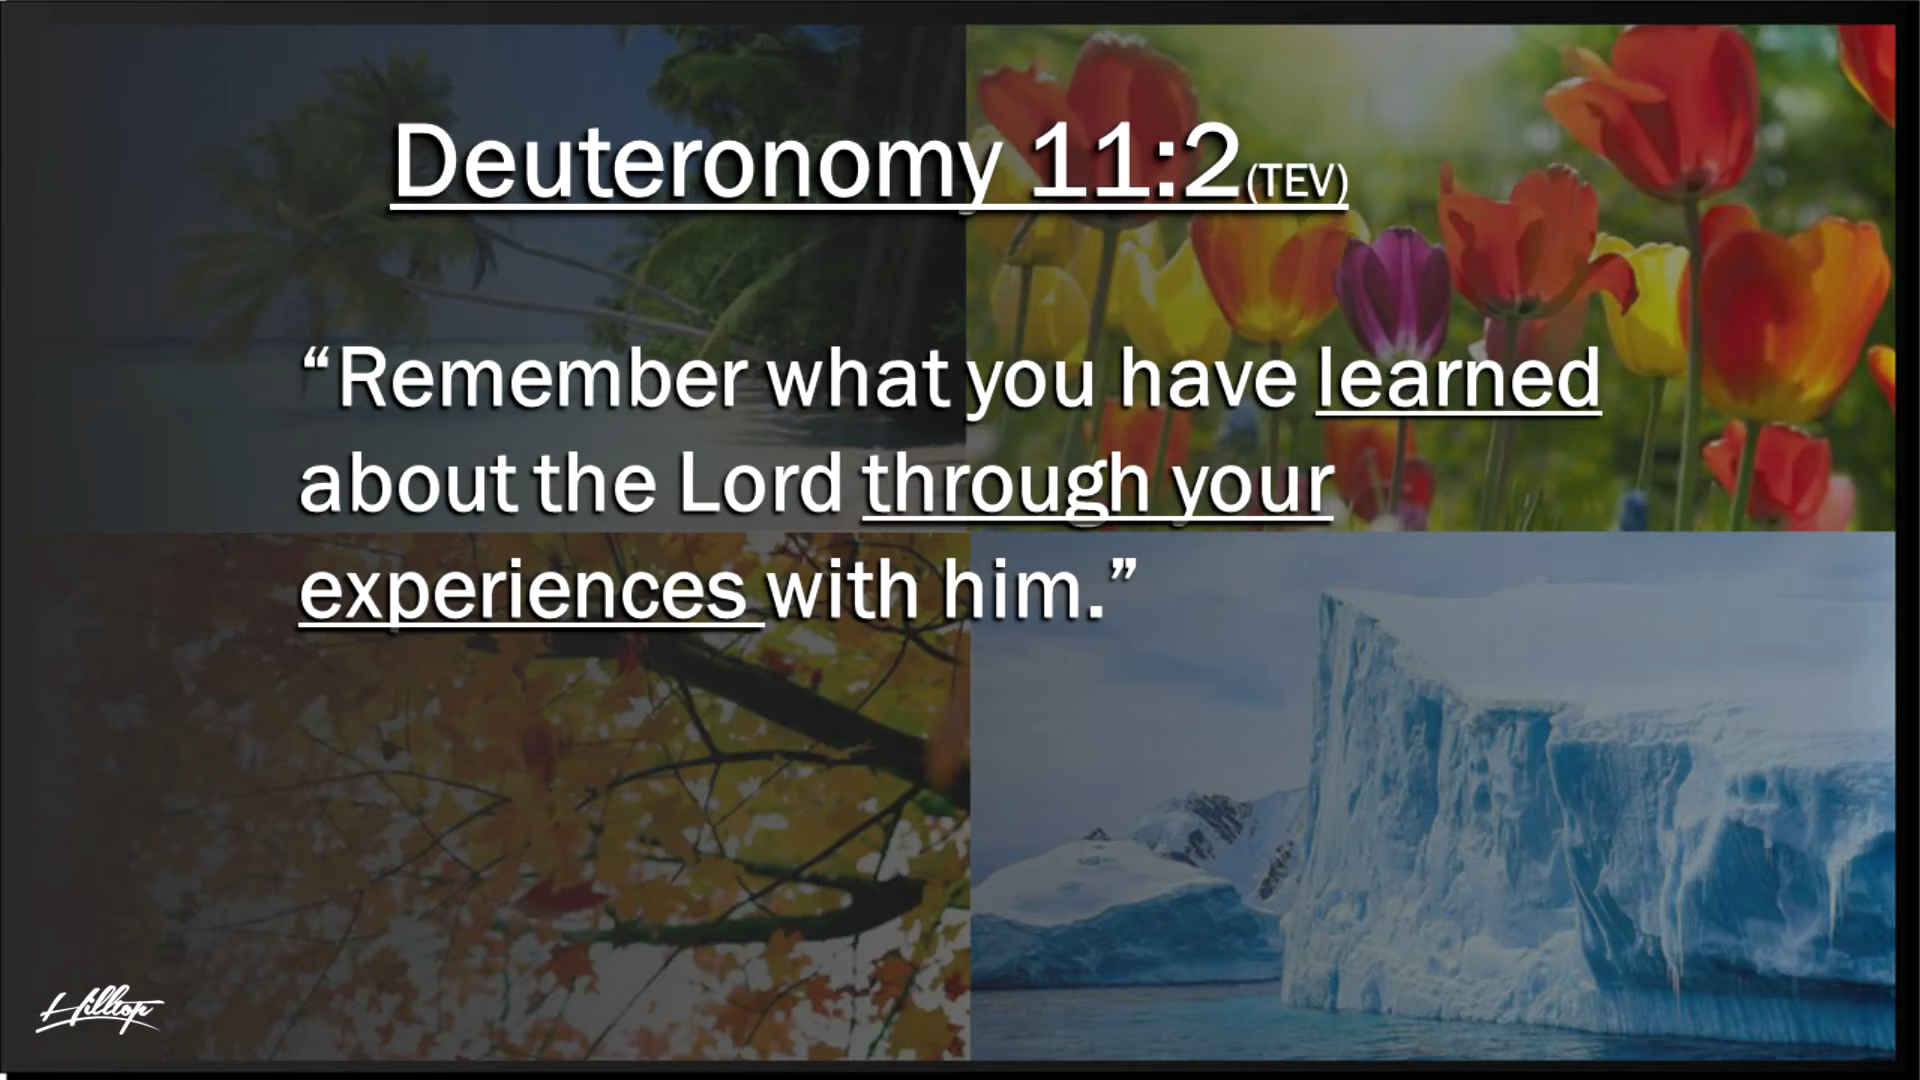 Deuteronomy 11:2(TEV)
“Remember what you have learned
about the Lord through your
experiences with him.”
Hilltop